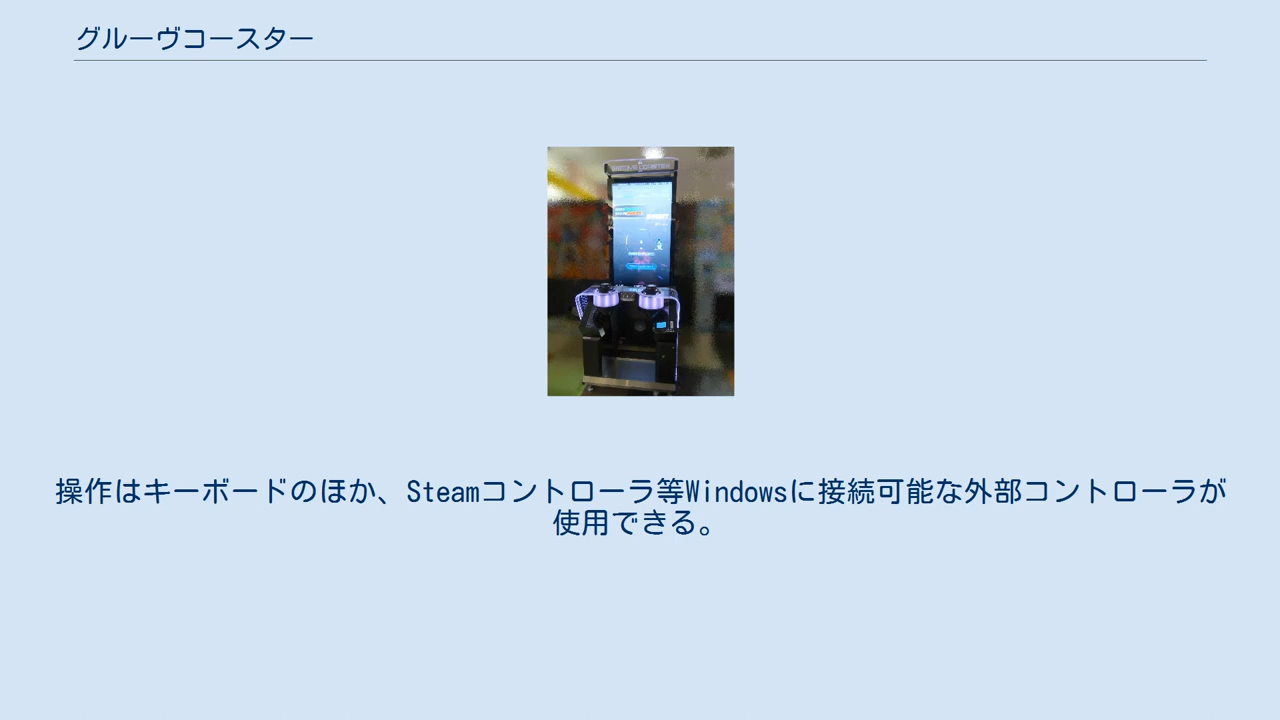 グルーヴコースター
操作はキーボードのほか、Steamコントローラ等Windowsに接続可能な外部コントローラが
使用できる。